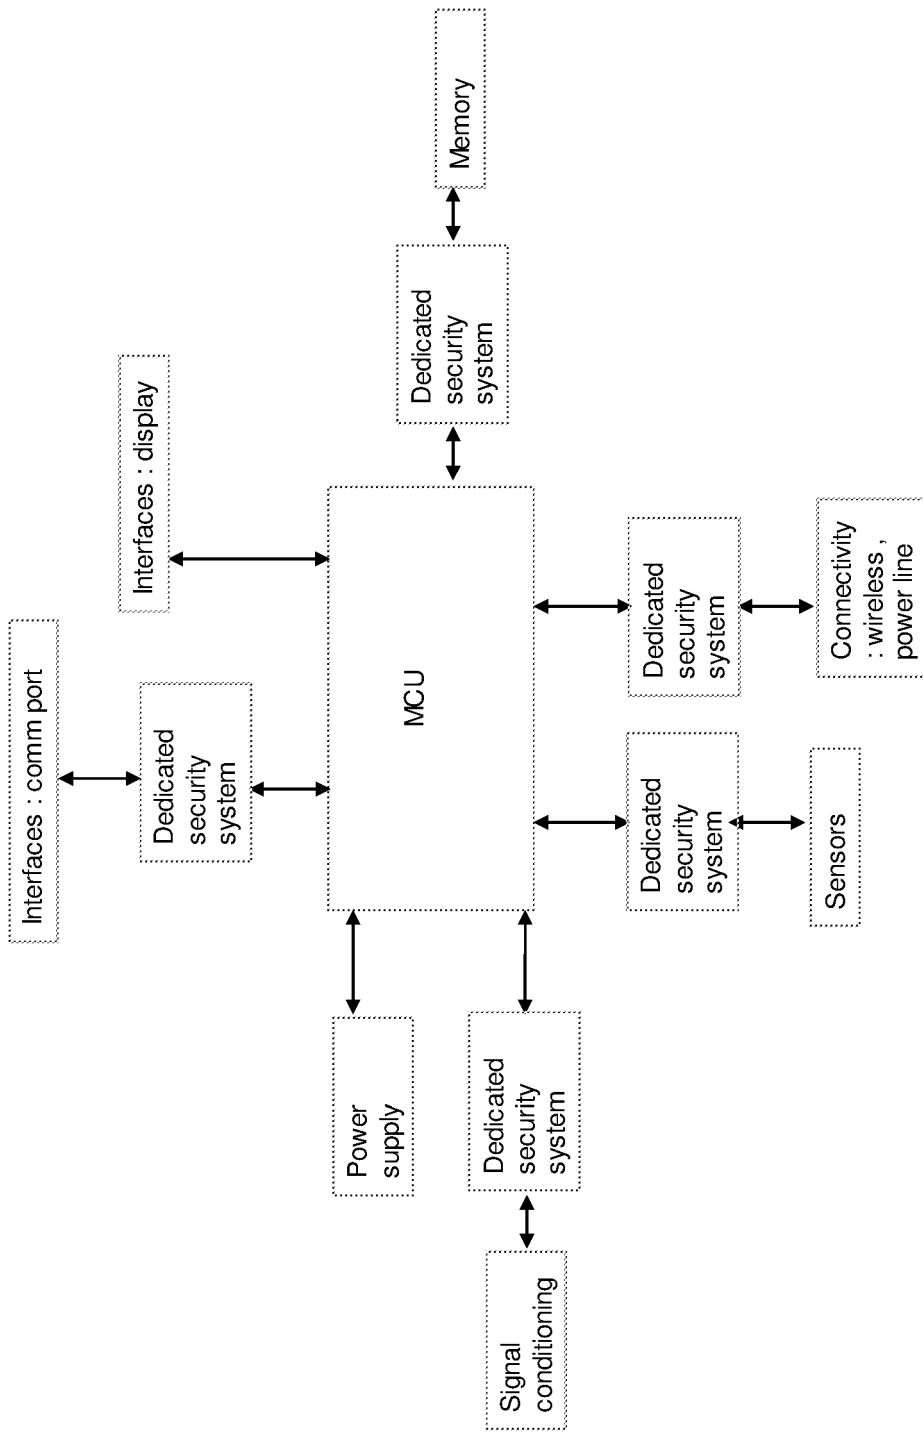 Interfaces : comm port
Interfaces : display
Dedicated
security
system
Power
supply
MCU
Dedicated
security
system
Memory
Signal
conditioning
Dedicated
security
system
Dedicated
security
system
Dedicated
security
system
Sensors
Connectivity
: wireless ,
power line